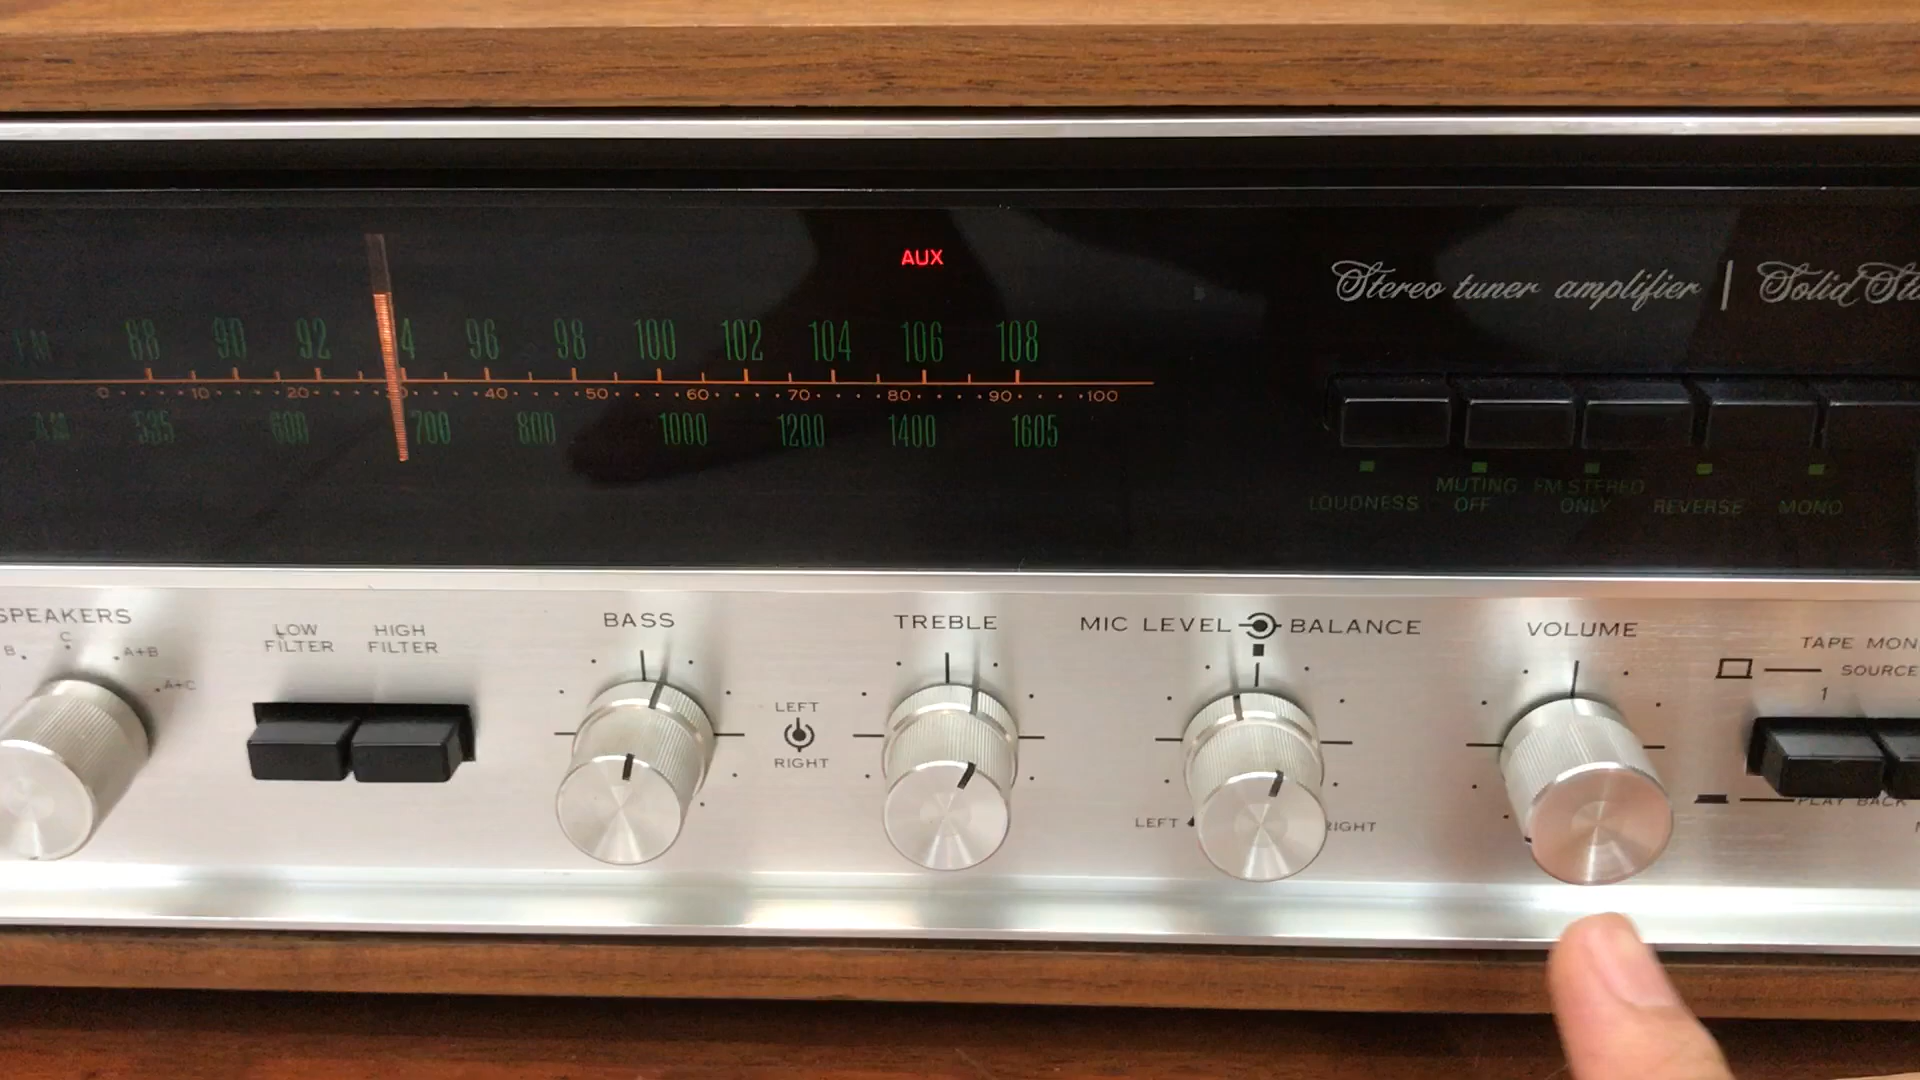 AUX
Stereo tuner amplifier | Solid
FM 88 90 92 4 96 98 100 102 104 106 108
0 10 20 40 50 60 70 80 90 100
AM 535 600 700 800 1000 1200 1400 1605
LOUDNESS
MUTING
OFF
FM STEREO
ONLY
REVERSE
MONO
SPEAKERS
B C A+B
A+C
LOW
FILTER
HIGH
FILTER
BASS
LEFT
RIGHT
TREBLE
MIC LEVEL BALANCE
LEFT RIGHT
VOLUME
TAPE MON
SOURCE
1
PLAY BACK